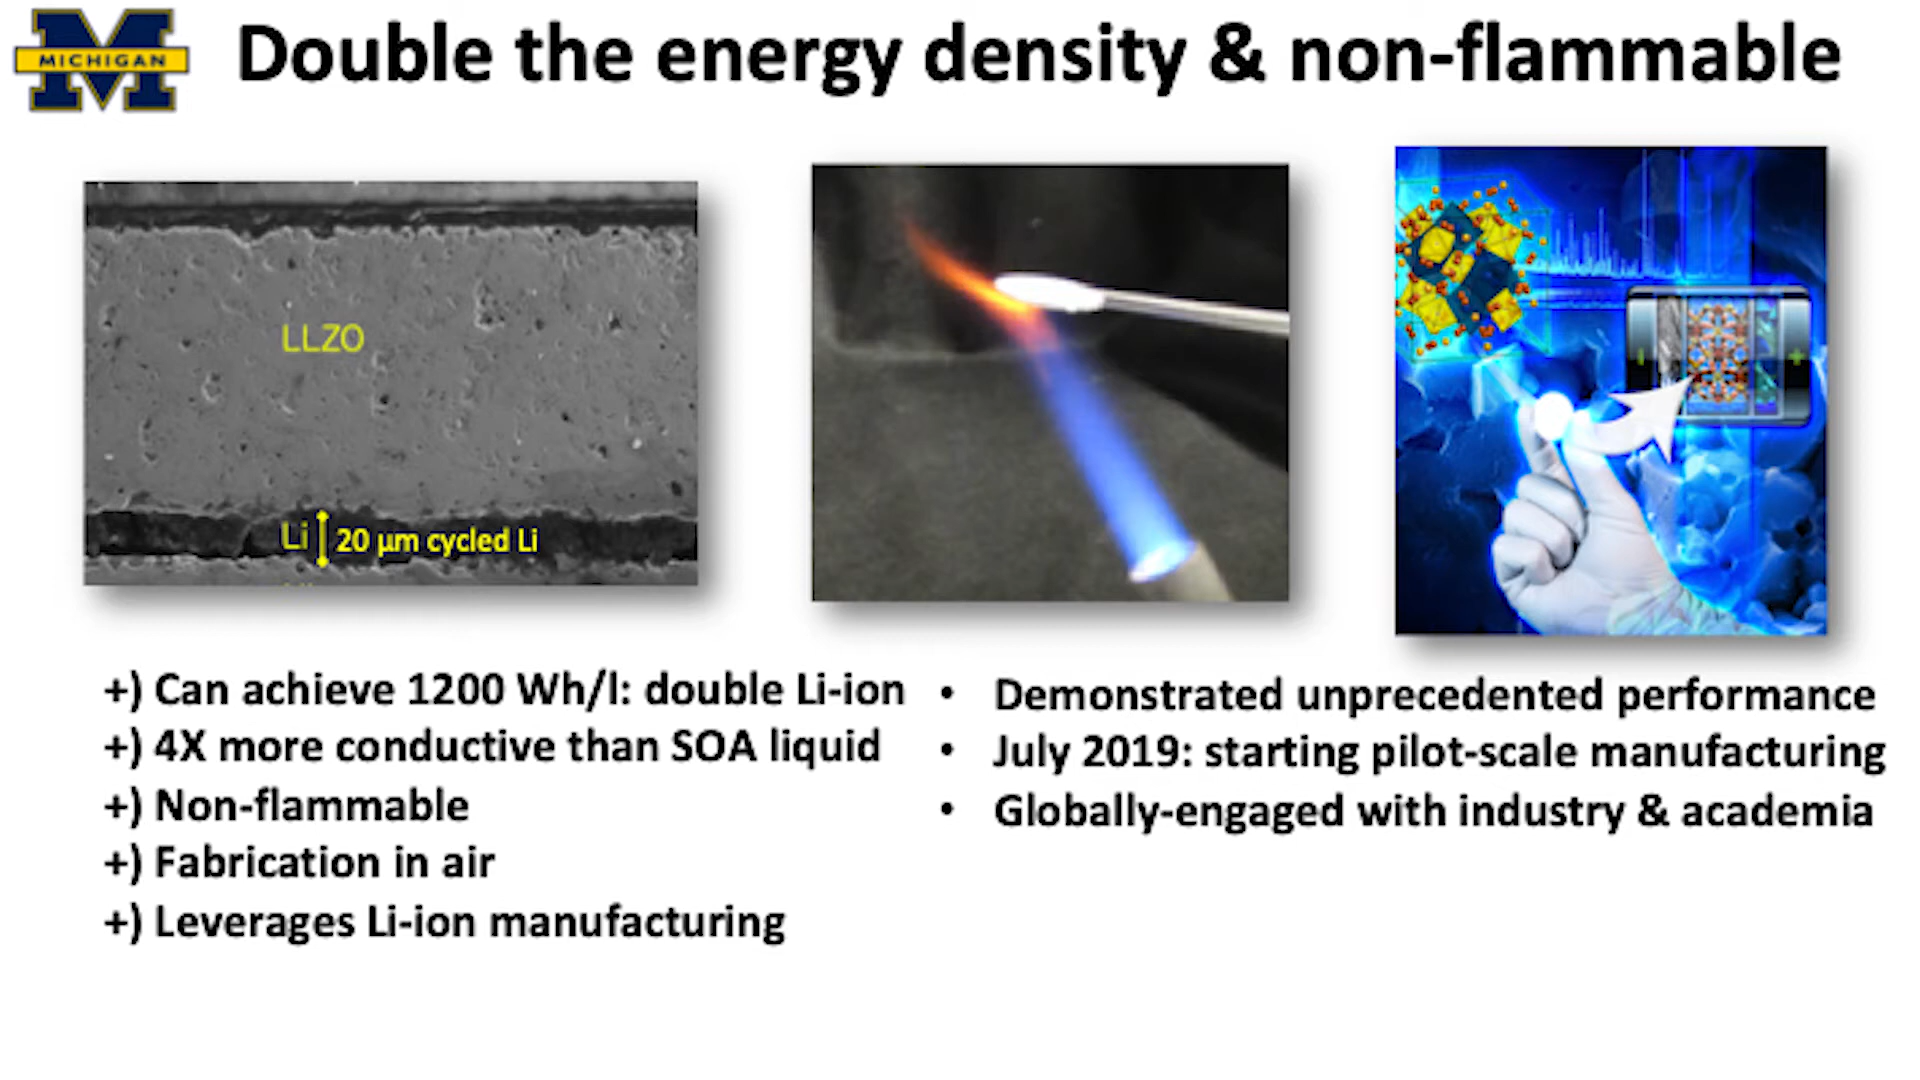 MICHIGAN
Double the energy density & non-flammable
LLZO
Li 20 µm cycled Li
+) Can achieve 1200 Wh/l: double Li-ion
+) 4X more conductive than SOA liquid
+) Non-flammable
+) Fabrication in air
+) Leverages Li-ion manufacturing
• Demonstrated unprecedented performance
• July 2019: starting pilot-scale manufacturing
• Globally-engaged with industry & academia